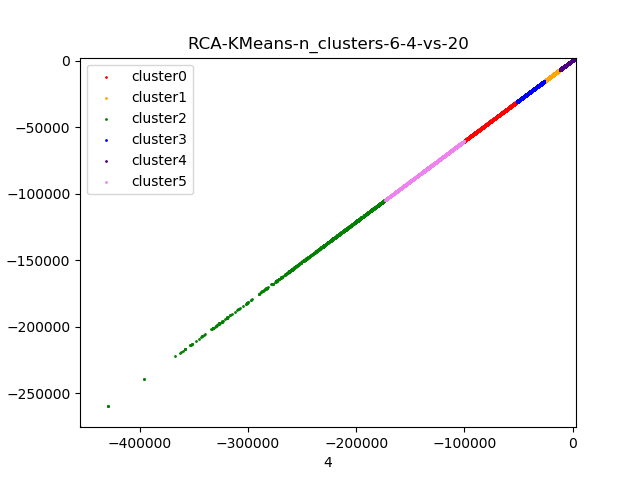 RCA-KMeans-n_clusters-6-4-vs-20
0
−50000
−100000
−150000
−200000
−250000
cluster0
cluster1
cluster2
cluster3
cluster4
cluster5
−400000
−300000
−200000
−100000
0
4